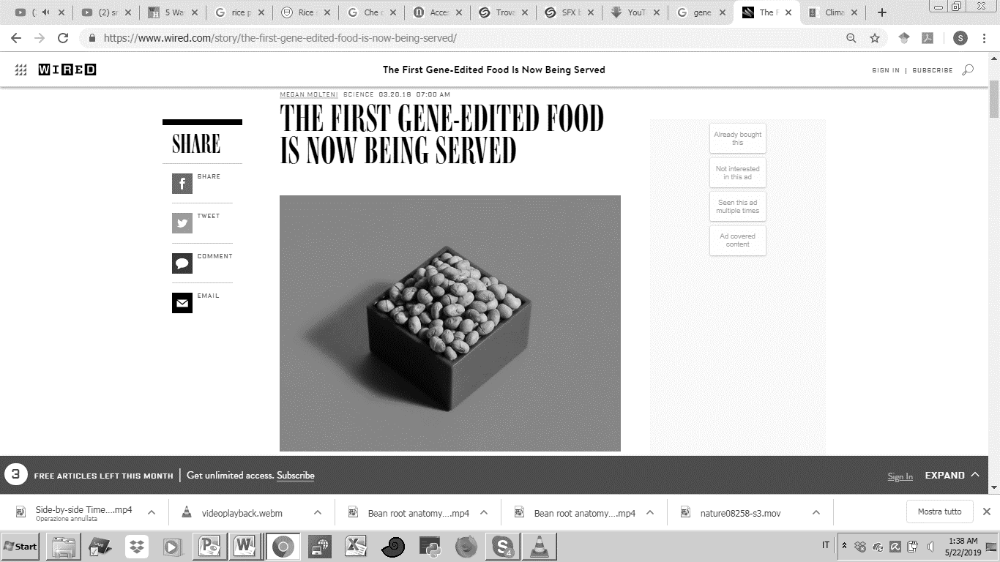 (.
(2) sr
5 Wa
rice p
Rice
Che c
Acces
Trova
SFX b
YouT
gene
The F
Clima
https://www.wired.com/story/the-first-gene-edited-food-is-now-being-served/
S
WIRED
The First Gene-Edited Food Is Now Being Served
SIGN IN | SUBSCRIBE
MEGAN MOLTENI SCIENCE 03.20.19 07:00 AM
THE FIRST GENE-EDITED FOOD
IS NOW BEING SERVED
SHARE
SHARE
TWEET
COMMENT
EMAIL
Already bought
this
Not interested
in this ad
Seen this ad
multiple times
Ad covered
content
3 FREE ARTICLES LEFT THIS MONTH | Get unlimited access. Subscribe
Sign In EXPAND
Side-by-side Time....mp4
Operazione annullata
videoplayback.webm
Bean root anatomy....mp4
Bean root anatomy....mp4
nature08258-s3.mov
Mostra tutto
Start
IT
1:38 AM
5/22/2019